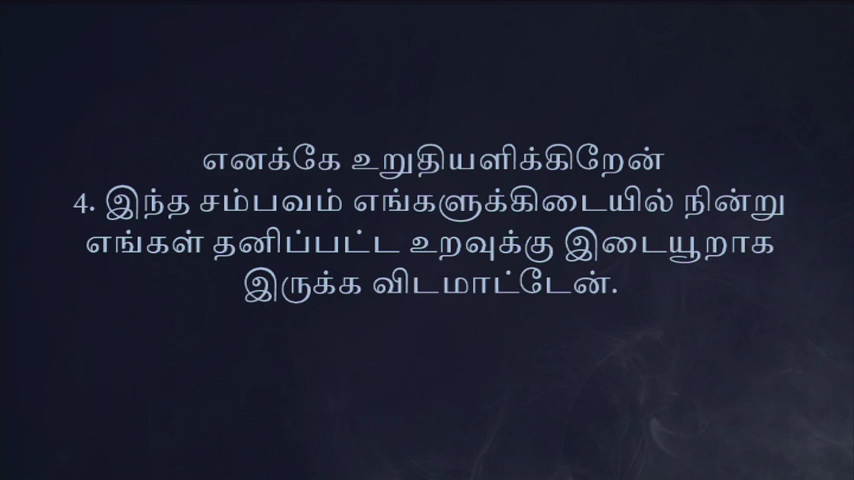 எனக்கே உறுதியளிக்கிறேன்
4. இந்த சம்பவம் எங்களுக்கிடையில் நின்று
எங்கள் தனிப்பட்ட உறவுக்கு இடையூறாக
இருக்க விடமாட்டேன்.